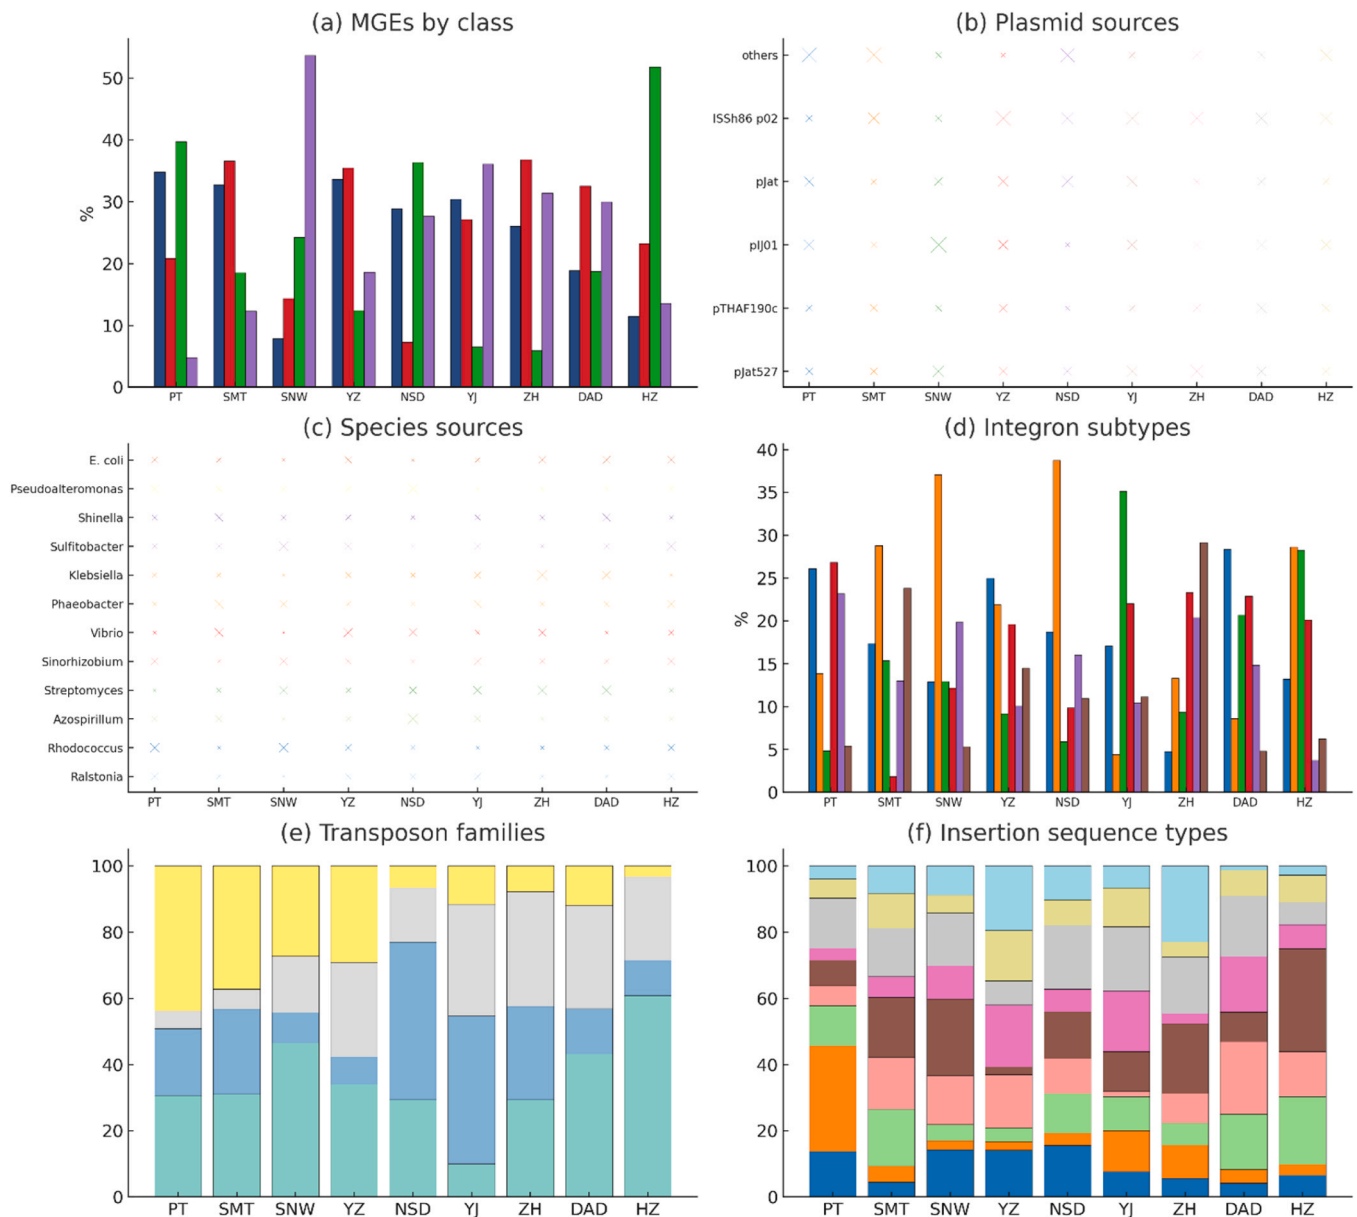 (a) MGEs by class
%
50
40
30
20
10
0
PT SMT SNW YZ NSD YJ ZH DAD HZ
(b) Plasmid sources
others
ISSh86 p02
pJat
pIJ01
pTHAF190c
pJat527
PT SMT SNW YZ NSD YJ ZH DAD HZ
(c) Species sources
E. coli
Pseudoalteromonas
Shinella
Sulfitobacter
Klebsiella
Phaeobacter
Vibrio
Sinorhizobium
Streptomyces
Azospirillum
Rhodococcus
Ralstonia
PT SMT SNW YZ NSD YJ ZH DAD HZ
(d) Integron subtypes
%
40
35
30
25
20
15
10
5
0
PT SMT SNW YZ NSD YJ ZH DAD HZ
(e) Transposon families
100
80
60
40
20
0
PT SMT SNW YZ NSD YJ ZH DAD HZ
(f) Insertion sequence types
100
80
60
40
20
0
PT SMT SNW YZ NSD YJ ZH DAD HZ